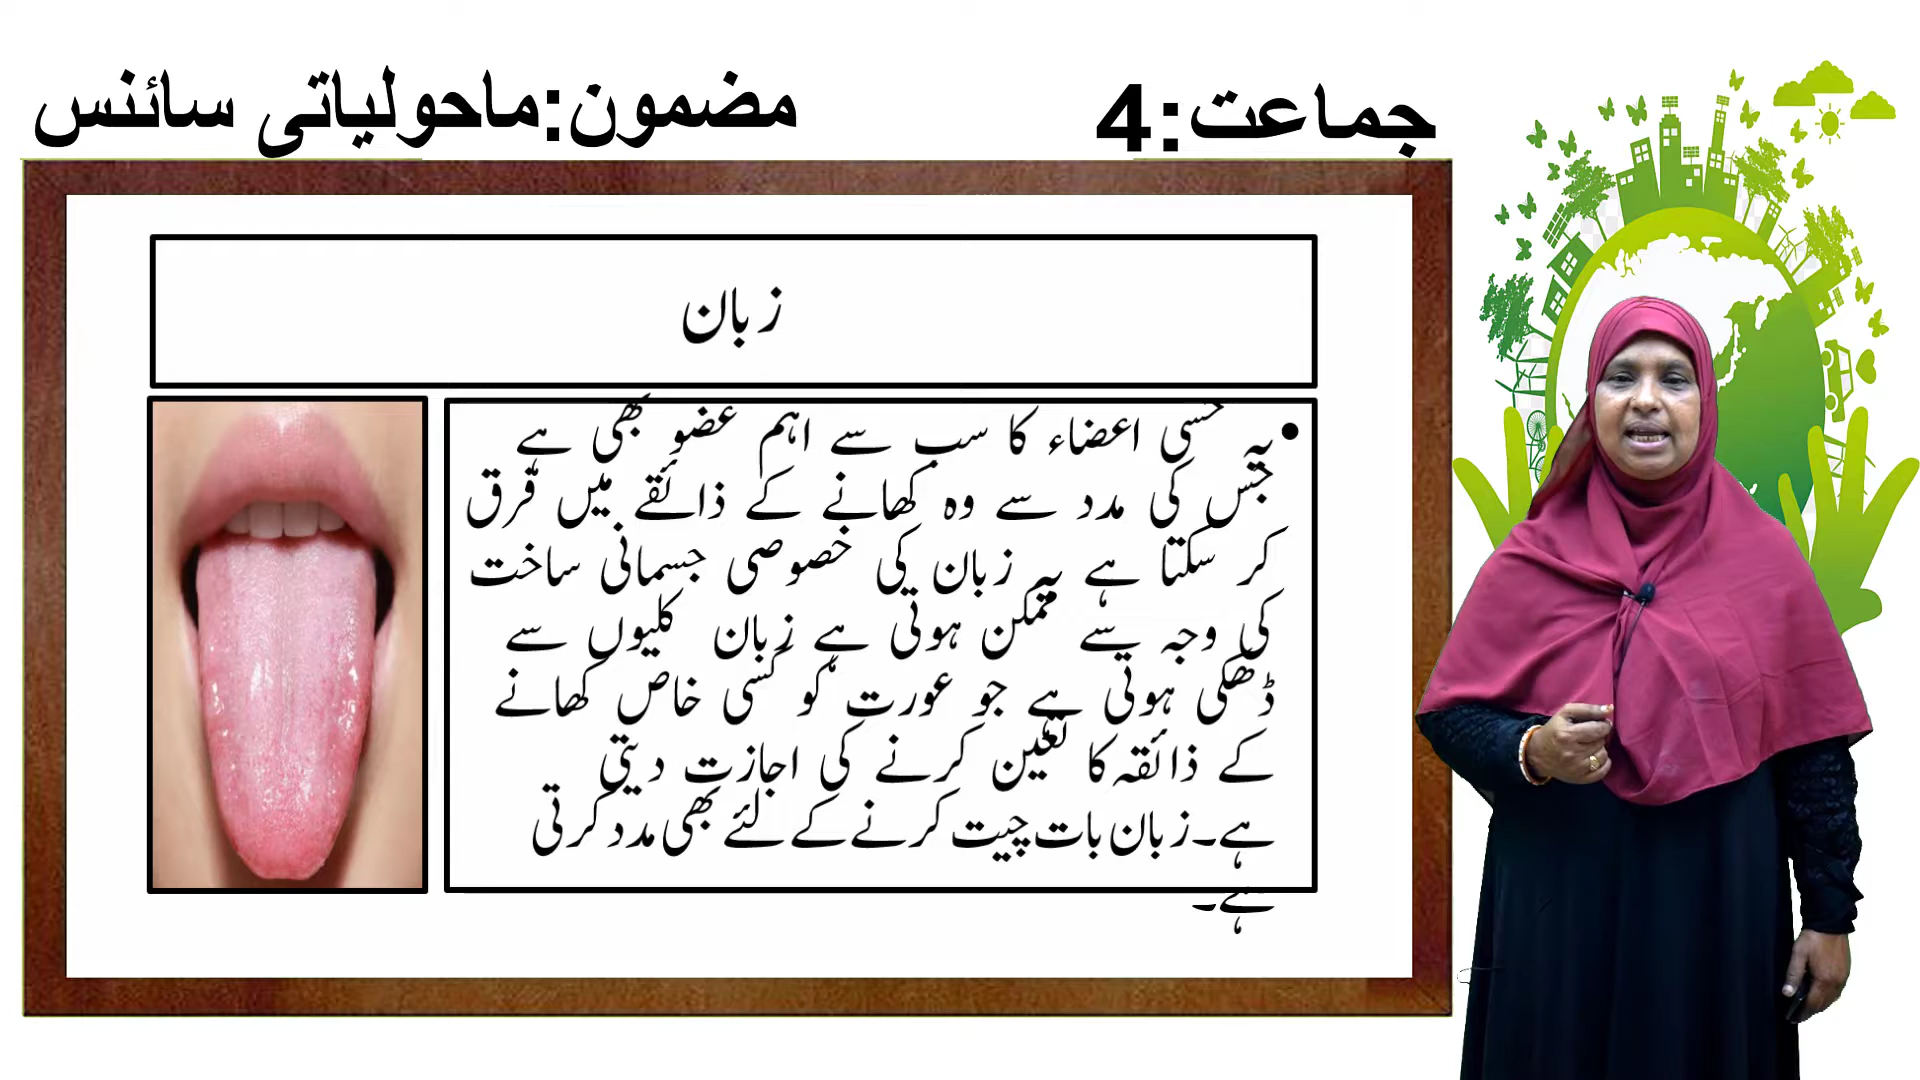 جماعت:4
مضمون:ماحولیاتی سائنس
زبان
•یہ حسی اعضاء کا سب سے اہم عضو بھی ہے
جس کی مدد سے وہ کھانے کے ذائقے میں فرق
کر سکتا ہے یہ زبان کی خصوصی جسمانی ساخت
کی وجہ سے ممکن ہوتی ہے زبان کلیوں سے
ڈھکی ہوتی ہے جو عورت کو کسی خاص کھانے
کے ذائقہ کا تعین کرنے کی اجازت دیتی
ہے۔زبان بات چیت کرنے کے لئے بھی مدد کرتی
ہے۔